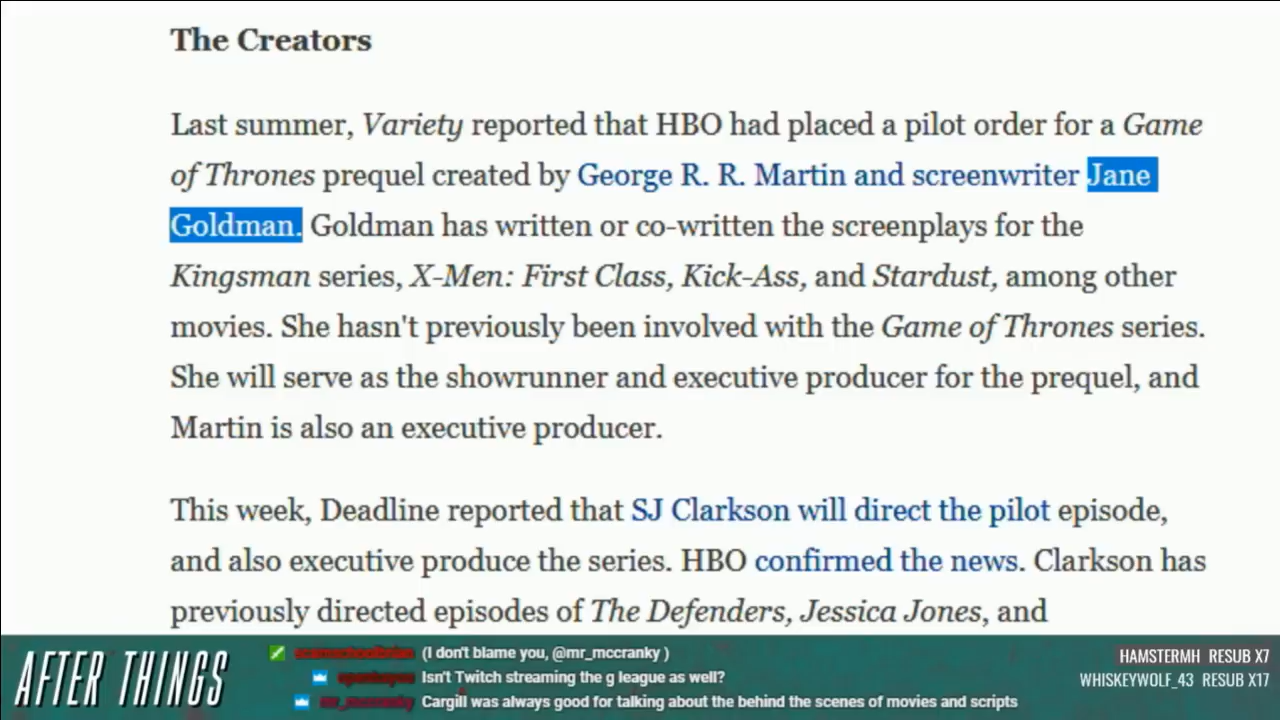 The Creators
Last summer, Variety reported that HBO had placed a pilot order for a Game
of Thrones prequel created by George R. R. Martin and screenwriter Jane
Goldman. Goldman has written or co-written the screenplays for the
Kingsman series, X-Men: First Class, Kick-Ass, and Stardust, among other
movies. She hasn't previously been involved with the Game of Thrones series.
She will serve as the showrunner and executive producer for the prequel, and
Martin is also an executive producer.
This week, Deadline reported that SJ Clarkson will direct the pilot episode,
and also executive produce the series. HBO confirmed the news. Clarkson has
previously directed episodes of The Defenders, Jessica Jones, and
AFTER THINGS
(I don't blame you, @mr_mccranky )
Isn't Twitch streaming the g league as well?
mr_mccranky Cargill was always good for talking about the behind the scenes of movies and scripts
HAMSTERMH RESUB X7
WHISKEYWOLF_43 RESUB X17